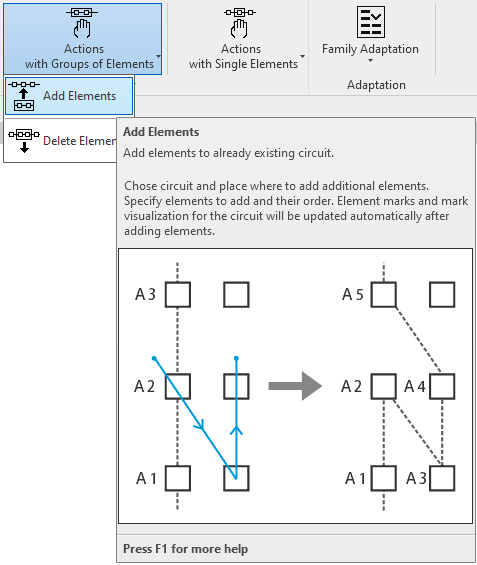 Actions
with Groups of Elements
Actions
with Single Elements
Family Adaptation
Adaptation
Add Elements
Delete Elemen
Add Elements
Add elements to already existing circuit.
Chose circuit and place where to add additional elements.
Specify elements to add and their order. Element marks and mark
visualization for the circuit will be updated automatically after
adding elements.
A 3
A 5
A 2
A 2
A 4
A 1
A 1
A 3
Press F1 for more help